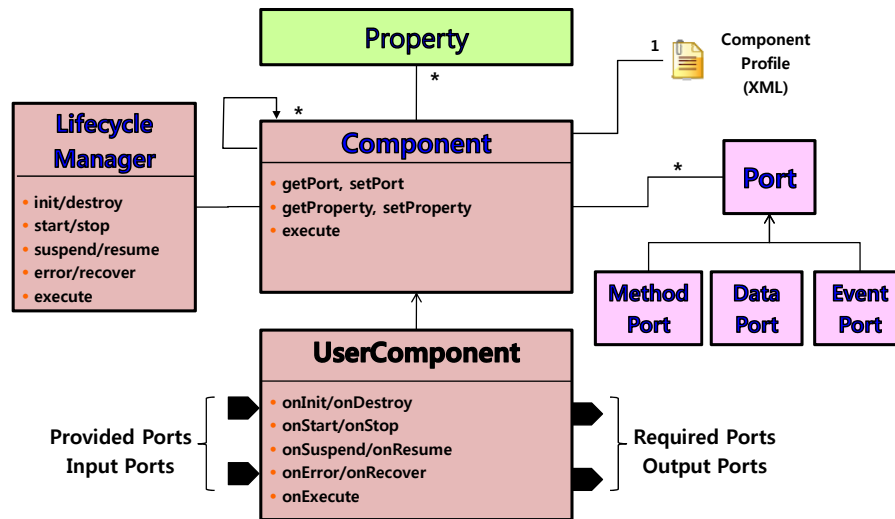 Property
*
1
Component
Profile
(XML)
*
Lifecycle
Manager
• init/destroy
• start/stop
• suspend/resume
• error/recover
• execute
Component
• getPort, setPort
• getProperty, setProperty
• execute
*
Port
Method
Port
Data
Port
Event
Port
UserComponent
• onInit/onDestroy
• onStart/onStop
• onSuspend/onResume
• onError/onRecover
• onExecute
Provided Ports
Input Ports
Required Ports
Output Ports